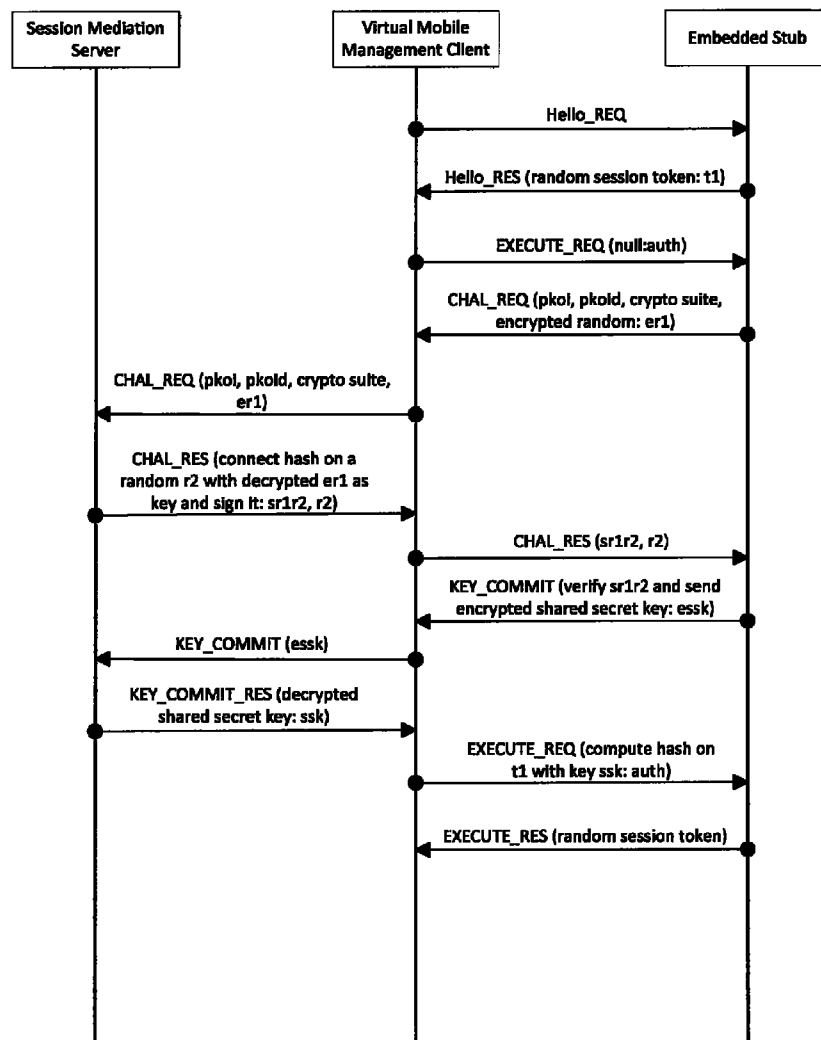 Session Mediation
Server
Virtual Mobile
Management Client
Embedded Stub
Hello_REQ
Hello_RES (random session token: t1)
EXECUTE_REQ (null:auth)
CHAL_REQ (pkoi, pkoid, crypto suite,
encrypted random: er1)
CHAL_REQ (pkoi, pkoid, crypto suite,
er1)
CHAL_RES (connect hash on a
random r2 with decrypted er1 as
key and sign it: sr1r2, r2)
CHAL_RES (sr1r2, r2)
KEY_COMMIT (verify sr1r2 and send
encrypted shared secret key: essk)
KEY_COMMIT (essk)
KEY_COMMIT_RES (decrypted
shared secret key: ssk)
EXECUTE_REQ (compute hash on
t1 with key ssk: auth)
EXECUTE_RES (random session token)